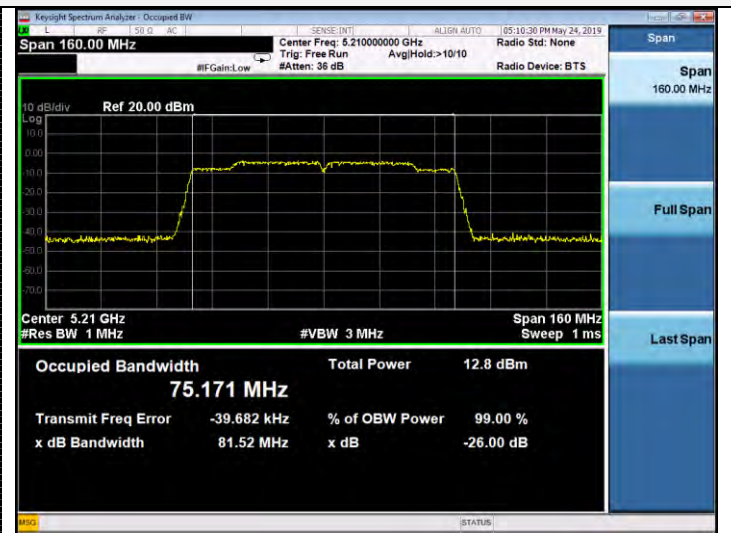 Keysight Spectrum Analyzer - Occupied BW
L RF 50 Ω AC SENSE:INT ALIGN AUTO 05:10:30 PM May 24, 2019
Span 160.00 MHz Center Freq: 5.210000000 GHz Radio Std: None Span
Trig: Free Run Avg|Hold:>10/10
#IFGain:Low #Atten: 36 dB Radio Device: BTS
Span
160.00 MHz
10 dB/div Ref 20.00 dBm
Log
10.0
0.00
-10.0
-20.0
-30.0
-40.0
-50.0
-60.0
-70.0
Full Span
Center 5.21 GHz Span 160 MHz
#Res BW 1 MHz #VBW 3 MHz Sweep 1 ms
Last Span
Occupied Bandwidth Total Power 12.8 dBm
75.171 MHz
Transmit Freq Error -39.682 kHz % of OBW Power 99.00 %
x dB Bandwidth 81.52 MHz x dB -26.00 dB
MSG STATUS